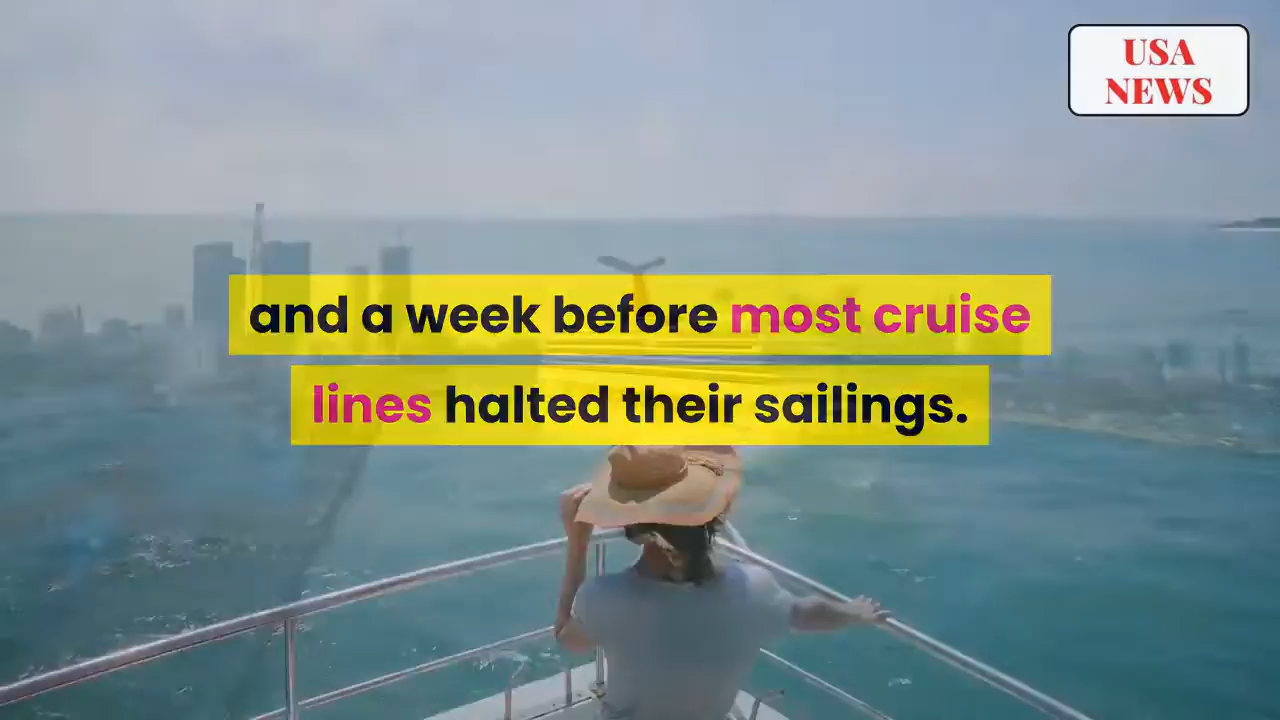 USA
NEWS
and a week before most cruise
lines halted their sailings.